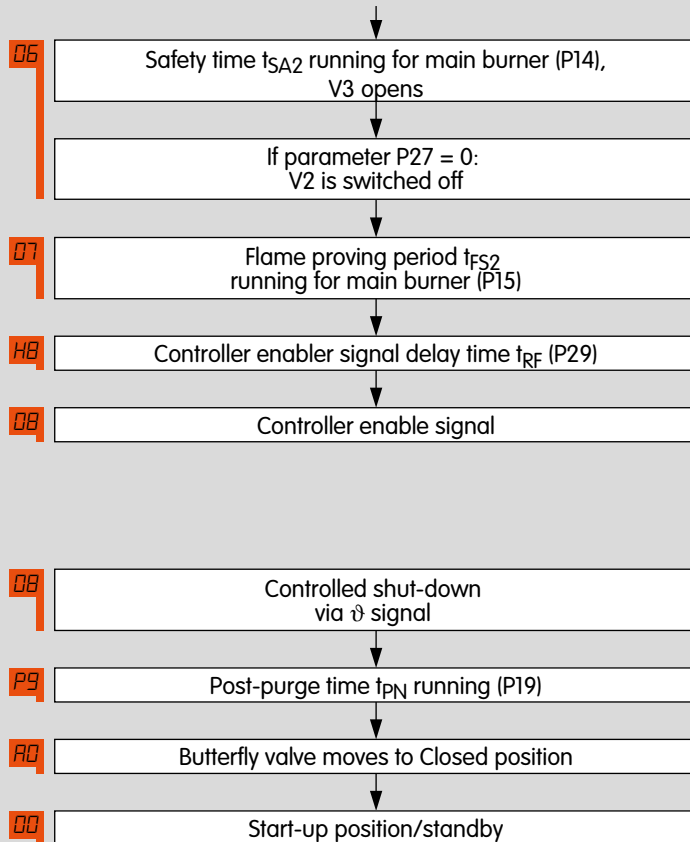 06
Safety time tSA2 running for main burner (P14),
V3 opens
If parameter P27 = 0:
V2 is switched off
07
Flame proving period tFS2
running for main burner (P15)
H8
Controller enabler signal delay time tRF (P29)
08
Controller enable signal
08
Controlled shut-down
via ϑ signal
P9
Post-purge time tPN running (P19)
A0
Butterfly valve moves to Closed position
00
Start-up position/standby